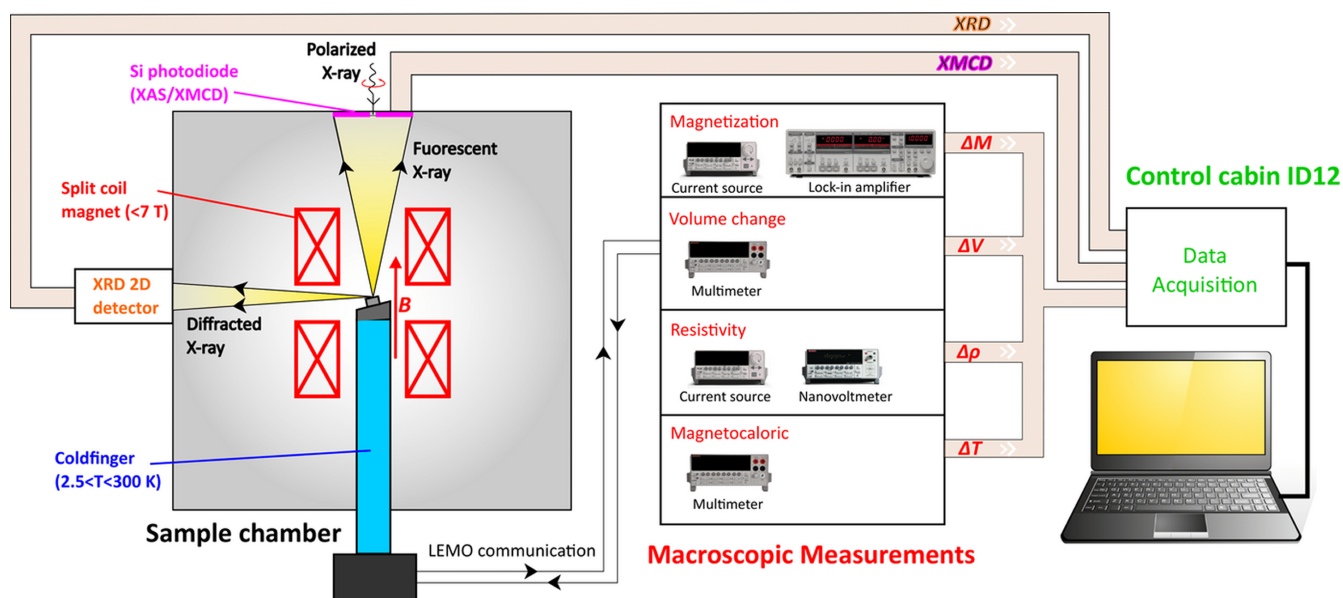 XRD
Polarized
X-ray
XMCD
Si photodiode
(XAS/XMCD)
Fuorescent
X-ray
Split coil
magnet (<7 T)
B
XRD 2D
detector
Diffracted
X-ray
Coldfinger
(2.5<T<300 K)
Sample chamber
LEMO communication
Magnetization
Current source
Lock-in amplifier
ΔM
Volume change
Multimeter
ΔV
Resistivity
Current source
Nanovoltmeter
Δρ
Magnetocaloric
Multimeter
ΔT
Macroscopic Measurements
Control cabin ID12
Data
Acquisition